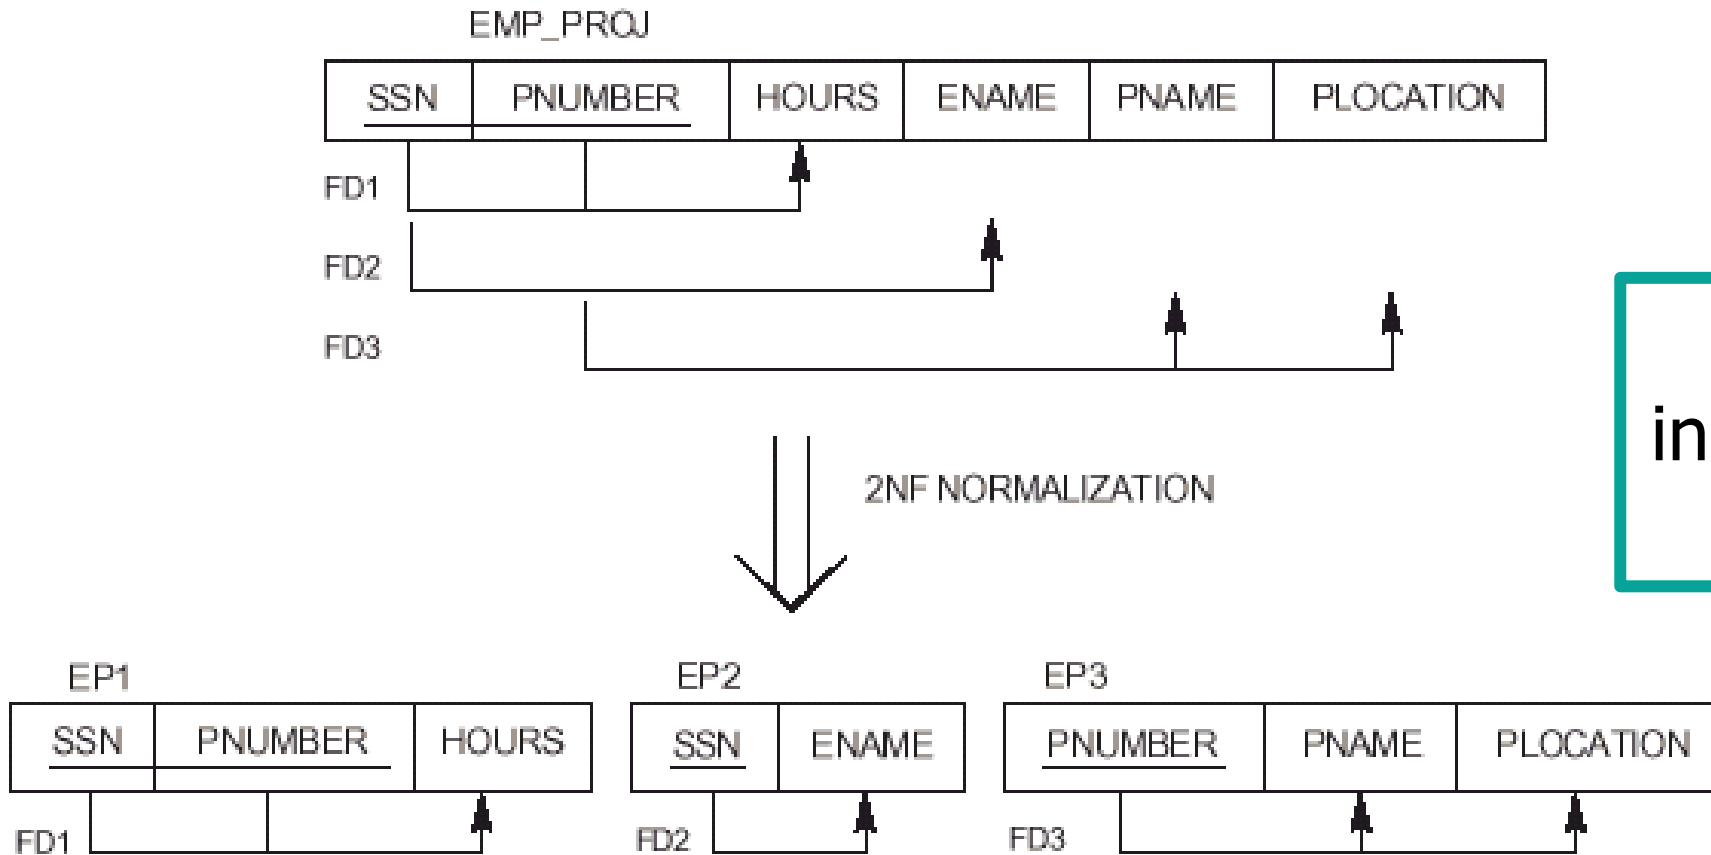 EMP_PROJ
SSN PNUMBER HOURS ENAME PNAME PLOCATION
FD1
FD2
FD3
in
2NF NORMALIZATION
EP1 EP2 EP3
SSN PNUMBER HOURS SSN ENAME PNUMBER PNAME PLOCATION
FD1 FD2 FD3